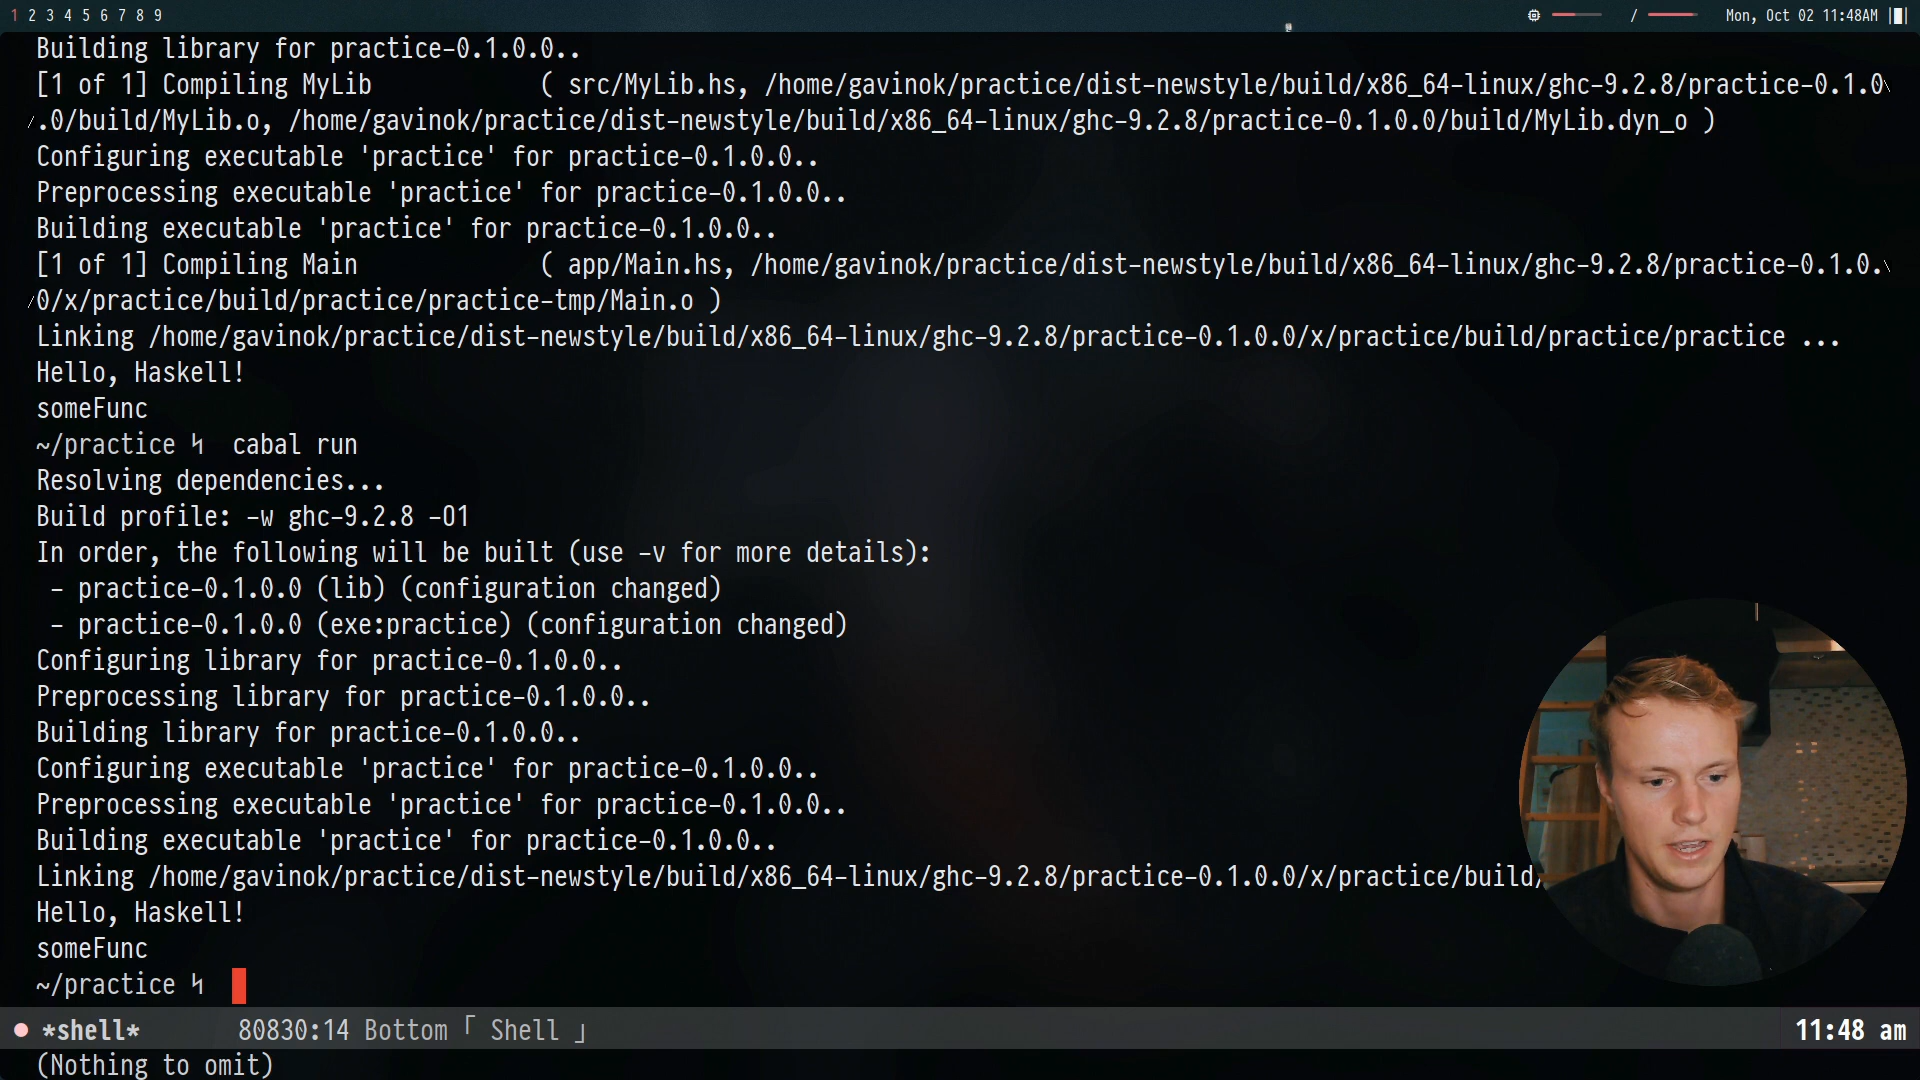 1 2 3 4 5 6 7 8 9
/ Mon, Oct 02 11:48AM
Building library for practice-0.1.0.0..
[1 of 1] Compiling MyLib ( src/MyLib.hs, /home/gavinok/practice/dist-newstyle/build/x86_64-linux/ghc-9.2.8/practice-0.1.0\
/.0/build/MyLib.o, /home/gavinok/practice/dist-newstyle/build/x86_64-linux/ghc-9.2.8/practice-0.1.0.0/build/MyLib.dyn_o )
Configuring executable 'practice' for practice-0.1.0.0..
Preprocessing executable 'practice' for practice-0.1.0.0..
Building executable 'practice' for practice-0.1.0.0..
[1 of 1] Compiling Main ( app/Main.hs, /home/gavinok/practice/dist-newstyle/build/x86_64-linux/ghc-9.2.8/practice-0.1.0.\
/0/x/practice/build/practice/practice-tmp/Main.o )
Linking /home/gavinok/practice/dist-newstyle/build/x86_64-linux/ghc-9.2.8/practice-0.1.0.0/x/practice/build/practice/practice ...
Hello, Haskell!
someFunc
~/practice ϟ cabal run
Resolving dependencies...
Build profile: -w ghc-9.2.8 -O1
In order, the following will be built (use -v for more details):
- practice-0.1.0.0 (lib) (configuration changed)
- practice-0.1.0.0 (exe:practice) (configuration changed)
Configuring library for practice-0.1.0.0..
Preprocessing library for practice-0.1.0.0..
Building library for practice-0.1.0.0..
Configuring executable 'practice' for practice-0.1.0.0..
Preprocessing executable 'practice' for practice-0.1.0.0..
Building executable 'practice' for practice-0.1.0.0..
Linking /home/gavinok/practice/dist-newstyle/build/x86_64-linux/ghc-9.2.8/practice-0.1.0.0/x/practice/build/
Hello, Haskell!
someFunc
~/practice ϟ
*shell* 80830:14 Bottom「 Shell 」 11:48 am
(Nothing to omit)